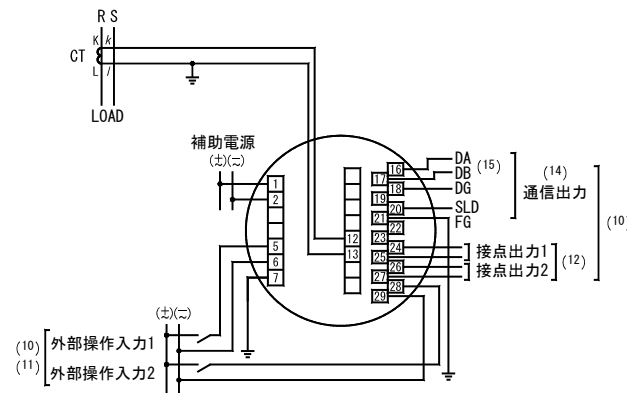 R S
K k
CT
L l
LOAD
補助電源
(±)(∓)
1
2
5
6
7
12
13
16
17
18
19
20
21
22
23
24
25
26
27
28
29
DA
DB (15)
DG
SLD
FG
(14)
通信出力
(10)
接点出力1
接点出力2
(12)
(±)(∓)
(10)
(11)
外部操作入力1
外部操作入力2